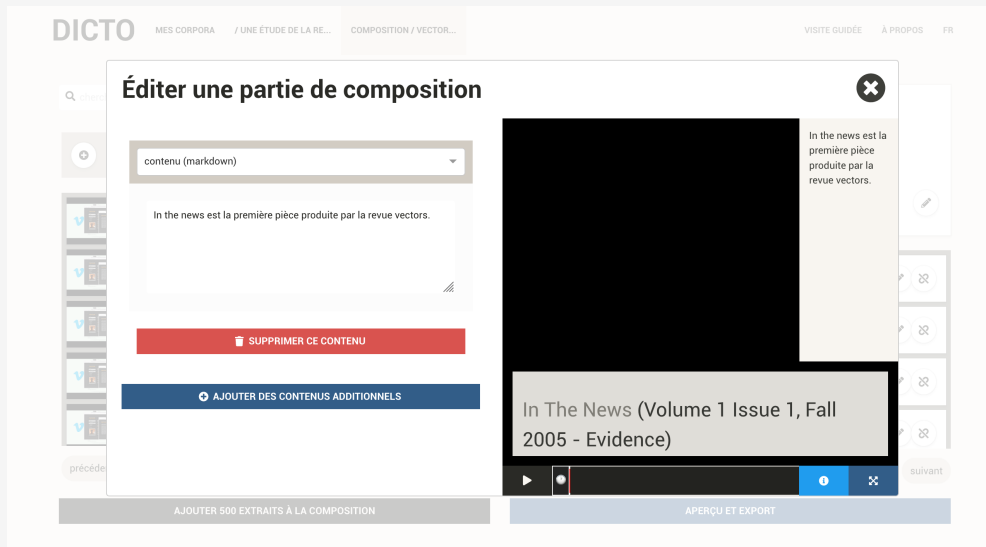 DICTO
MES CORPORA / UNE ÉTUDE DE LA RE... COMPOSITION / VECTOR... VISITE GUIDÉE À PROPOS FR
Éditer une partie de composition
contenu (markdown)
In the news est la première pièce produite par la revue vectors.
SUPPRIMER CE CONTENU
AJOUTER DES CONTENUS ADDITIONNELS
In the news est la
première pièce
produite par la
revue vectors.
In The News (Volume 1 Issue 1, Fall
2005 - Evidence)
suivant
AJOUTER 500 EXTRAITS À LA COMPOSITION
APERÇU ET EXPORT